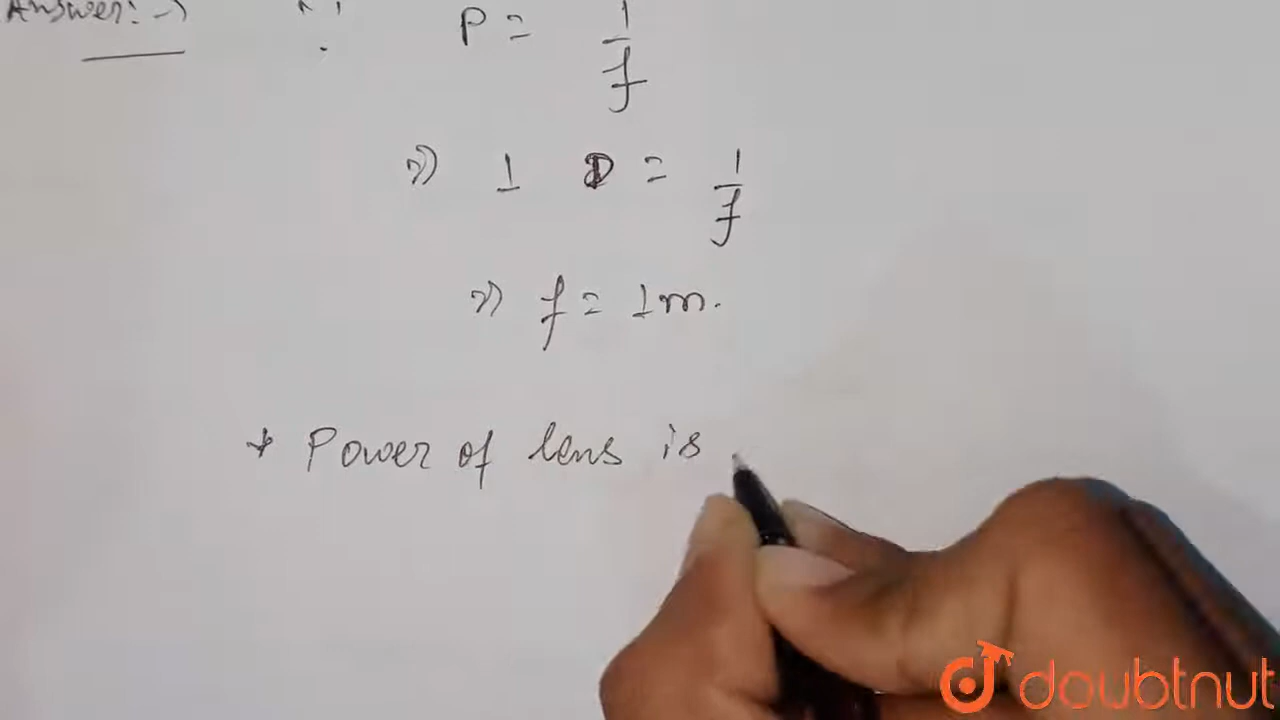 Answer: →
P = 1/f
⇒ 1 D = 1/f
⇒ f = 1m.
* Power of lens is
doubtnut